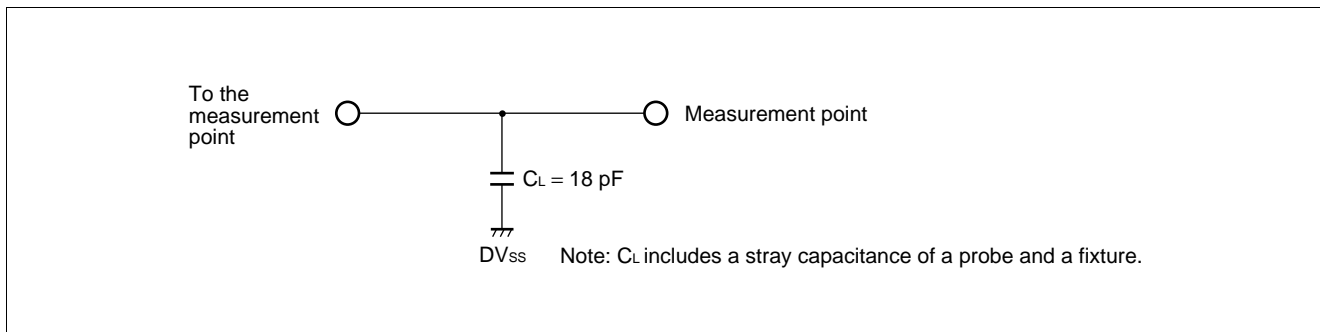 To the
measurement
point
Measurement point
CL = 18 pF
DVSS
Note: CL includes a stray capacitance of a probe and a fixture.